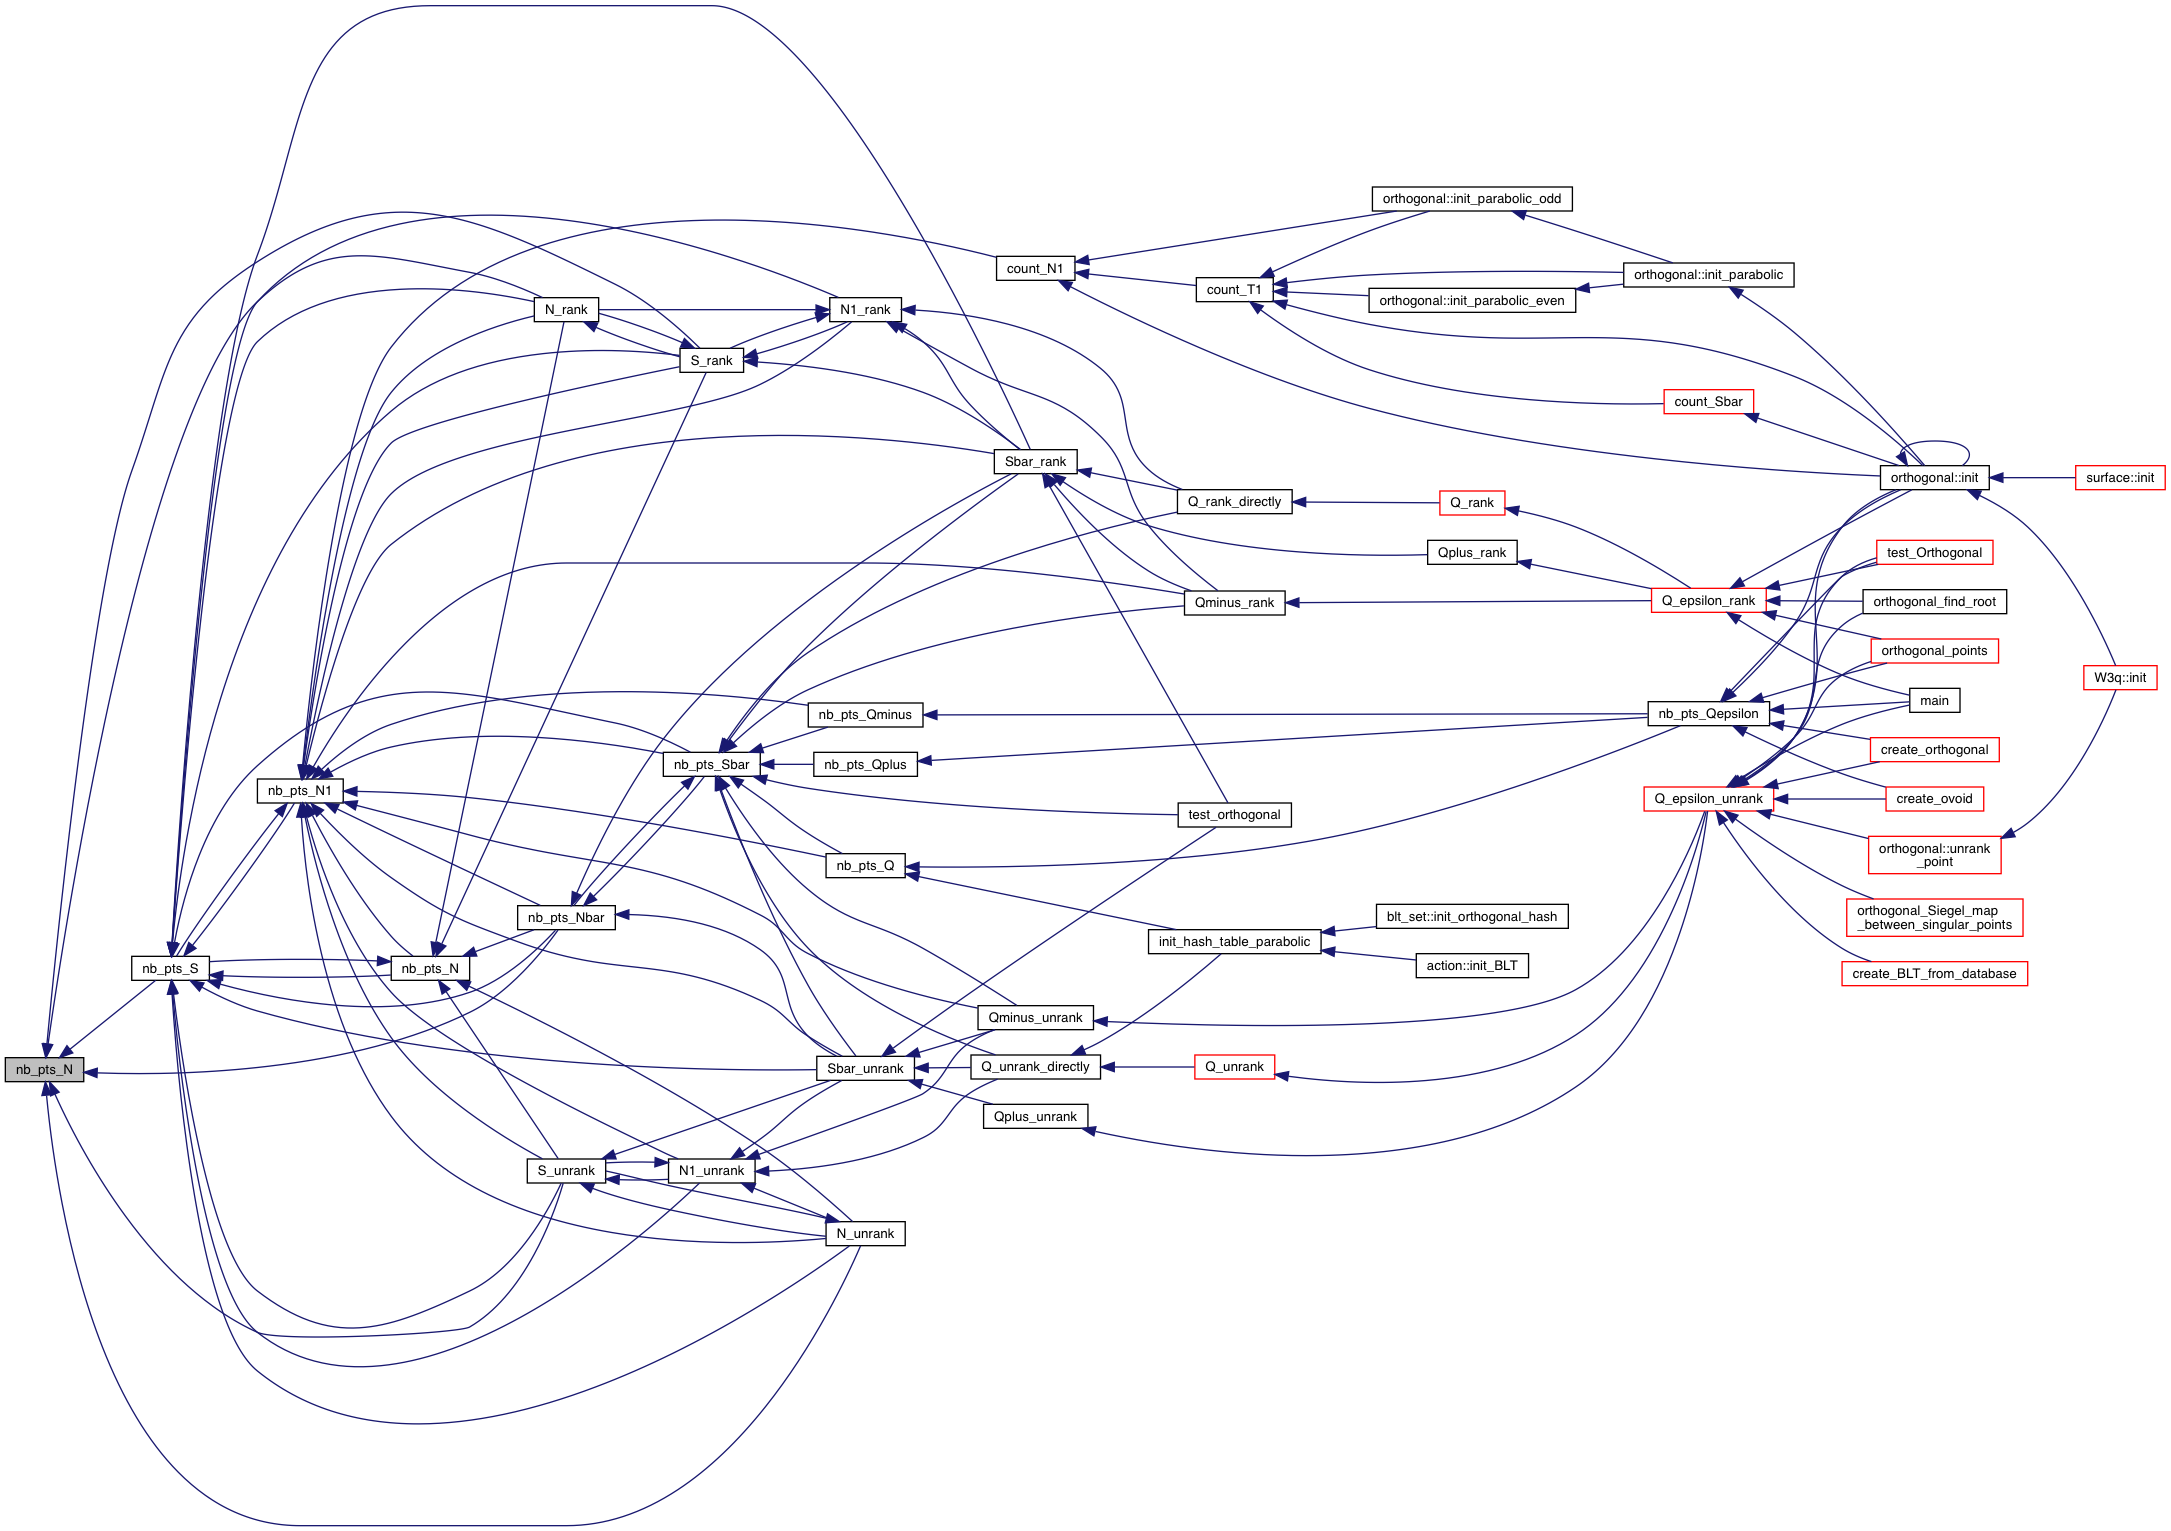 orthogonal::init_parabolic_odd
count_N1
orthogonal::init_parabolic
count_T1
orthogonal::init_parabolic_even
N_rank
N1_rank
S_rank
count_Sbar
Sbar_rank
orthogonal::init
surface::init
Q_rank_directly
Q_rank
Qplus_rank
test_Orthogonal
Qminus_rank
Q_epsilon_rank
orthogonal_find_root
orthogonal_points
W3q::init
main
nb_pts_Qminus
nb_pts_Qepsilon
create_orthogonal
nb_pts_Sbar
nb_pts_Qplus
nb_pts_N1
Q_epsilon_unrank
create_ovoid
test_orthogonal
orthogonal::unrank
_point
nb_pts_Q
nb_pts_Nbar
blt_set::init_orthogonal_hash
orthogonal_Siegel_map
_between_singular_points
init_hash_table_parabolic
nb_pts_S
nb_pts_N
action::init_BLT
create_BLT_from_database
Qminus_unrank
nb_pts_N
Sbar_unrank
Q_unrank_directly
Q_unrank
Qplus_unrank
S_unrank
N1_unrank
N_unrank